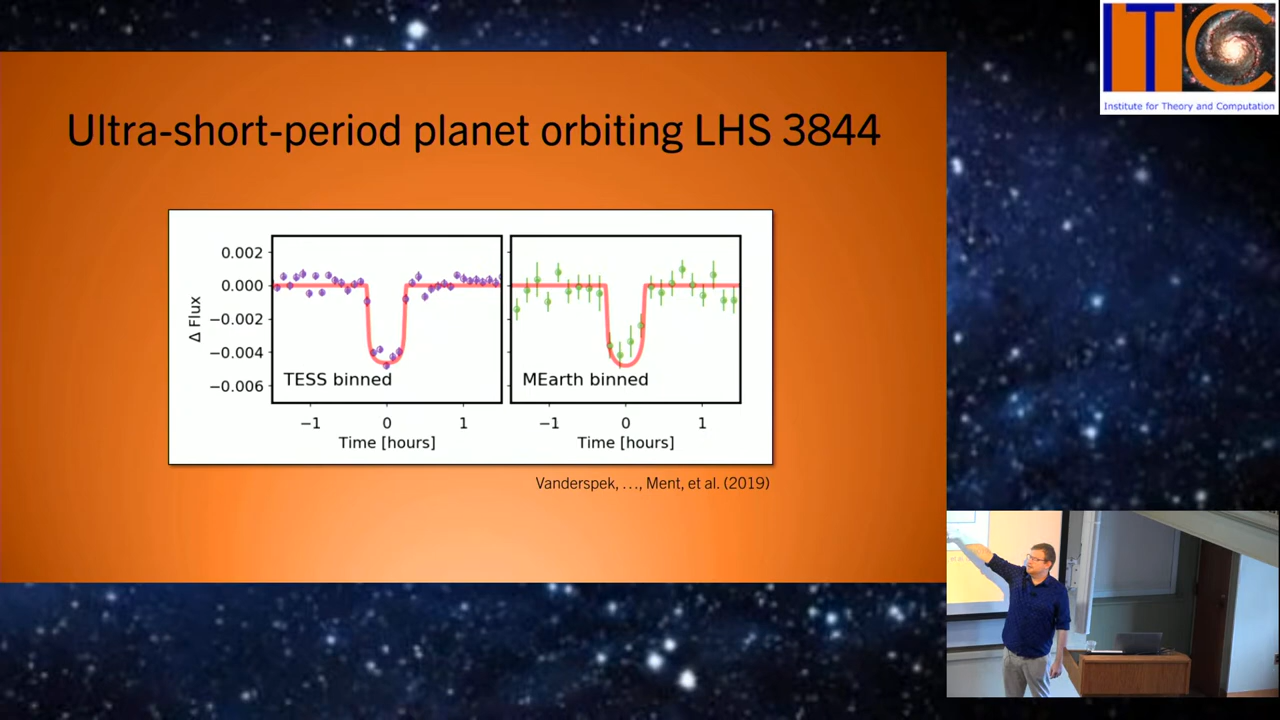 ITC
Institute for Theory and Computation
Ultra-short-period planet orbiting LHS 3844
0.002
0.000
−0.002
−0.004
−0.006
Δ Flux
TESS binned
MEarth binned
−1 0 1
−1 0 1
Time [hours]
Time [hours]
Vanderspek, …, Ment, et al. (2019)